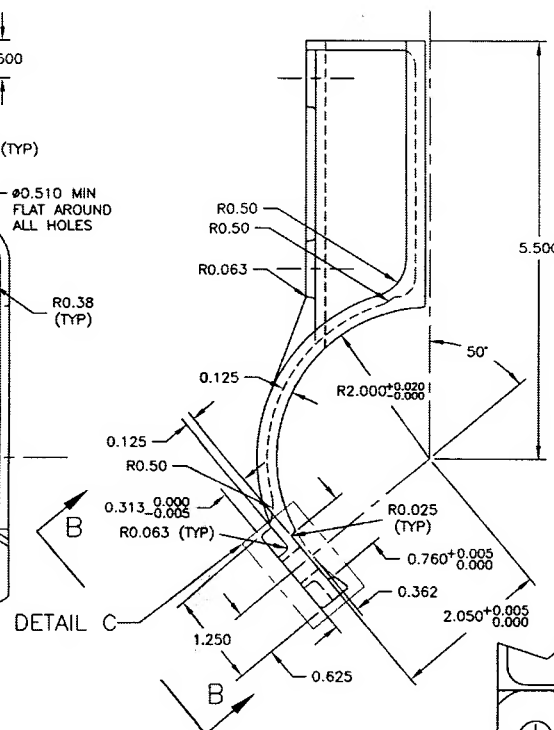 .500
(TYP)
⌀0.510 MIN
FLAT AROUND
ALL HOLES
R0.38
(TYP)
R0.50
R0.50
R0.063
5.500
50°
0.125
R2.000+0.020
-0.000
0.125
R0.50
0.313 0.000
-0.005
R0.063 (TYP)
R0.025
(TYP)
B
0.760+0.005
0.000
0.362
2.050+0.005
0.000
DETAIL C
1.250
0.625
B